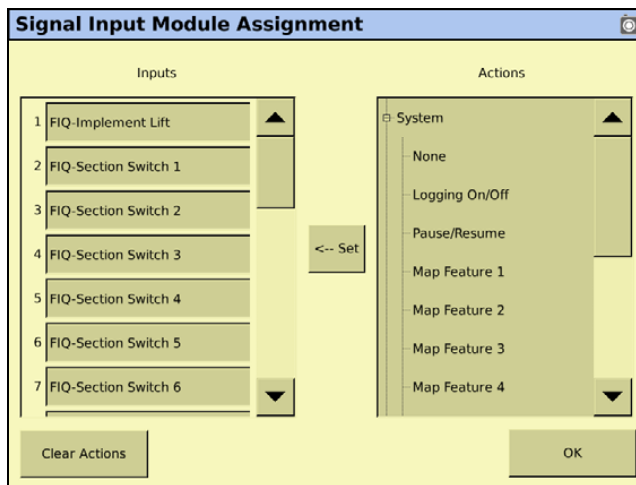 Signal Input Module Assignment
Inputs
Actions
1 FIQ-Implement Lift
2 FIQ-Section Switch 1
3 FIQ-Section Switch 2
4 FIQ-Section Switch 3
5 FIQ-Section Switch 4
6 FIQ-Section Switch 5
7 FIQ-Section Switch 6
<-- Set
System
None
Logging On/Off
Pause/Resume
Map Feature 1
Map Feature 2
Map Feature 3
Map Feature 4
Clear Actions
OK